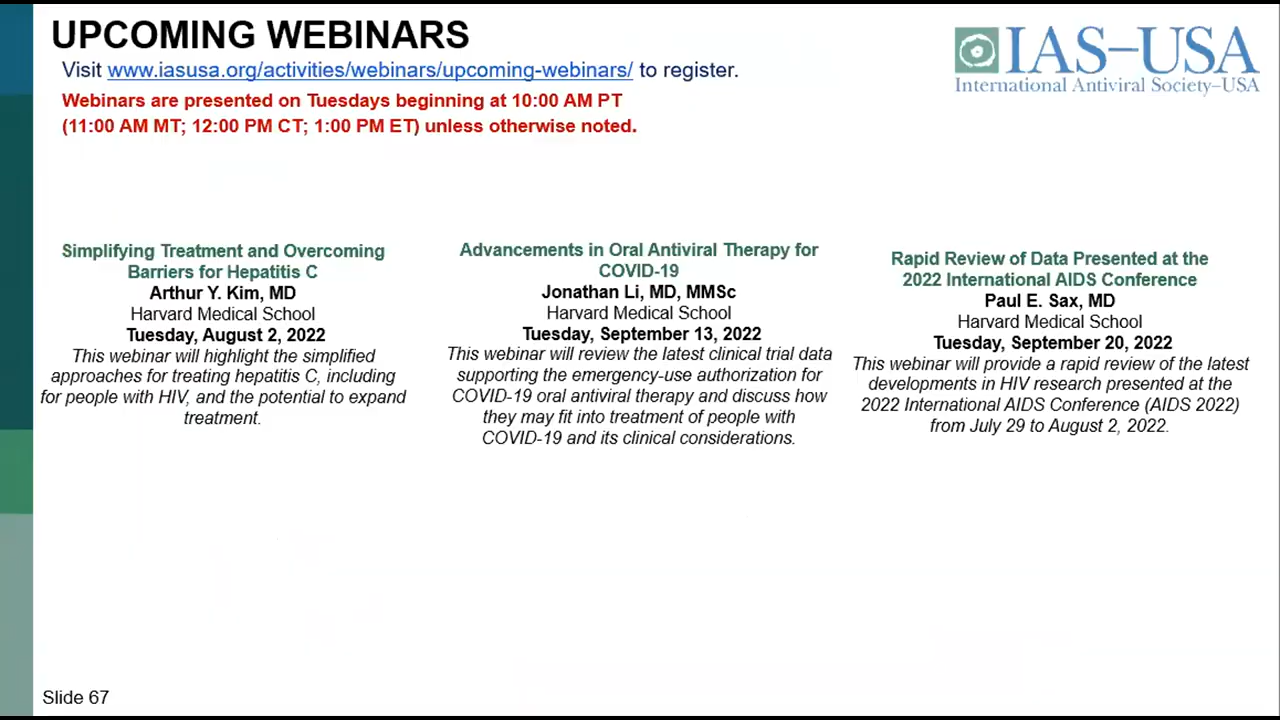 UPCOMING WEBINARS
Visit www.iasusa.org/activities/webinars/upcoming-webinars/ to register.
Webinars are presented on Tuesdays beginning at 10:00 AM PT
(11:00 AM MT; 12:00 PM CT; 1:00 PM ET) unless otherwise noted.
IAS–USA
International Antiviral Society–USA
Simplifying Treatment and Overcoming
Barriers for Hepatitis C
Arthur Y. Kim, MD
Harvard Medical School
Tuesday, August 2, 2022
This webinar will highlight the simplified
approaches for treating hepatitis C, including
for people with HIV, and the potential to expand
treatment.
Advancements in Oral Antiviral Therapy for
COVID-19
Jonathan Li, MD, MMSc
Harvard Medical School
Tuesday, September 13, 2022
This webinar will review the latest clinical trial data
supporting the emergency-use authorization for
COVID-19 oral antiviral therapy and discuss how
they may fit into treatment of people with
COVID-19 and its clinical considerations.
Rapid Review of Data Presented at the
2022 International AIDS Conference
Paul E. Sax, MD
Harvard Medical School
Tuesday, September 20, 2022
This webinar will provide a rapid review of the latest
developments in HIV research presented at the
2022 International AIDS Conference (AIDS 2022)
from July 29 to August 2, 2022.
Slide 67